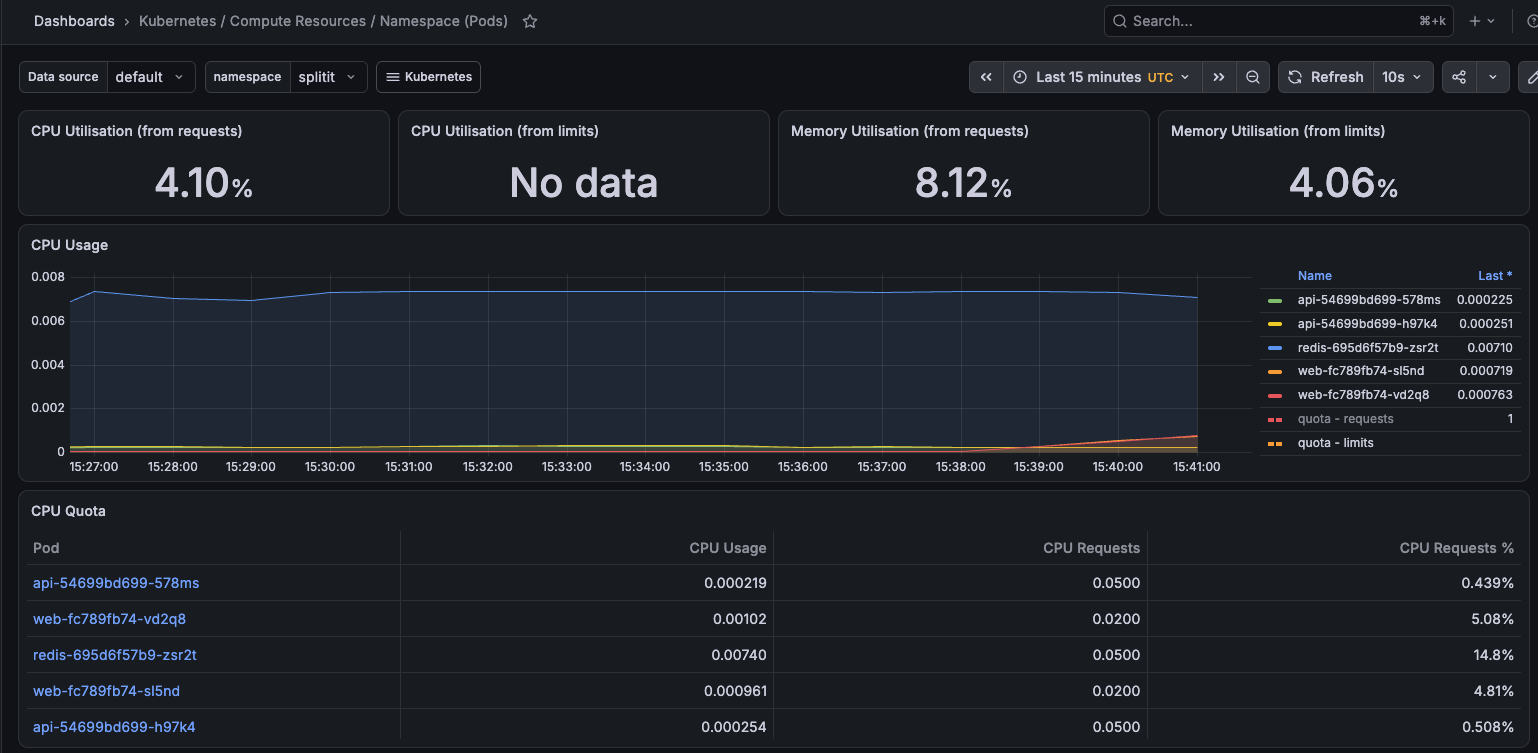 Dashboards › Kubernetes / Compute Resources / Namespace (Pods)
Search... ⌘+k
Data source default namespace splitit Kubernetes Last 15 minutes UTC Refresh 10s
CPU Utilisation (from requests) CPU Utilisation (from limits) Memory Utilisation (from requests) Memory Utilisation (from limits)
4.10% No data 8.12% 4.06%
CPU Usage
0.008
0.006
0.004
0.002
0
15:27:00 15:28:00 15:29:00 15:30:00 15:31:00 15:32:00 15:33:00 15:34:00 15:35:00 15:36:00 15:37:00 15:38:00 15:39:00 15:40:00 15:41:00
Name Last *
api-54699bd699-578ms 0.000225
api-54699bd699-h97k4 0.000251
redis-695d6f57b9-zsr2t 0.00710
web-fc789fb74-sl5nd 0.000719
web-fc789fb74-vd2q8 0.000763
quota - requests 1
quota - limits
CPU Quota
Pod CPU Usage CPU Requests CPU Requests %
api-54699bd699-578ms 0.000219 0.0500 0.439%
web-fc789fb74-vd2q8 0.00102 0.0200 5.08%
redis-695d6f57b9-zsr2t 0.00740 0.0500 14.8%
web-fc789fb74-sl5nd 0.000961 0.0200 4.81%
api-54699bd699-h97k4 0.000254 0.0500 0.508%